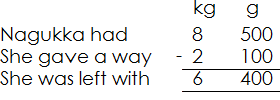 kg g
Nagukka had 8 500
She gave a way - 2 100
She was left with 6 400